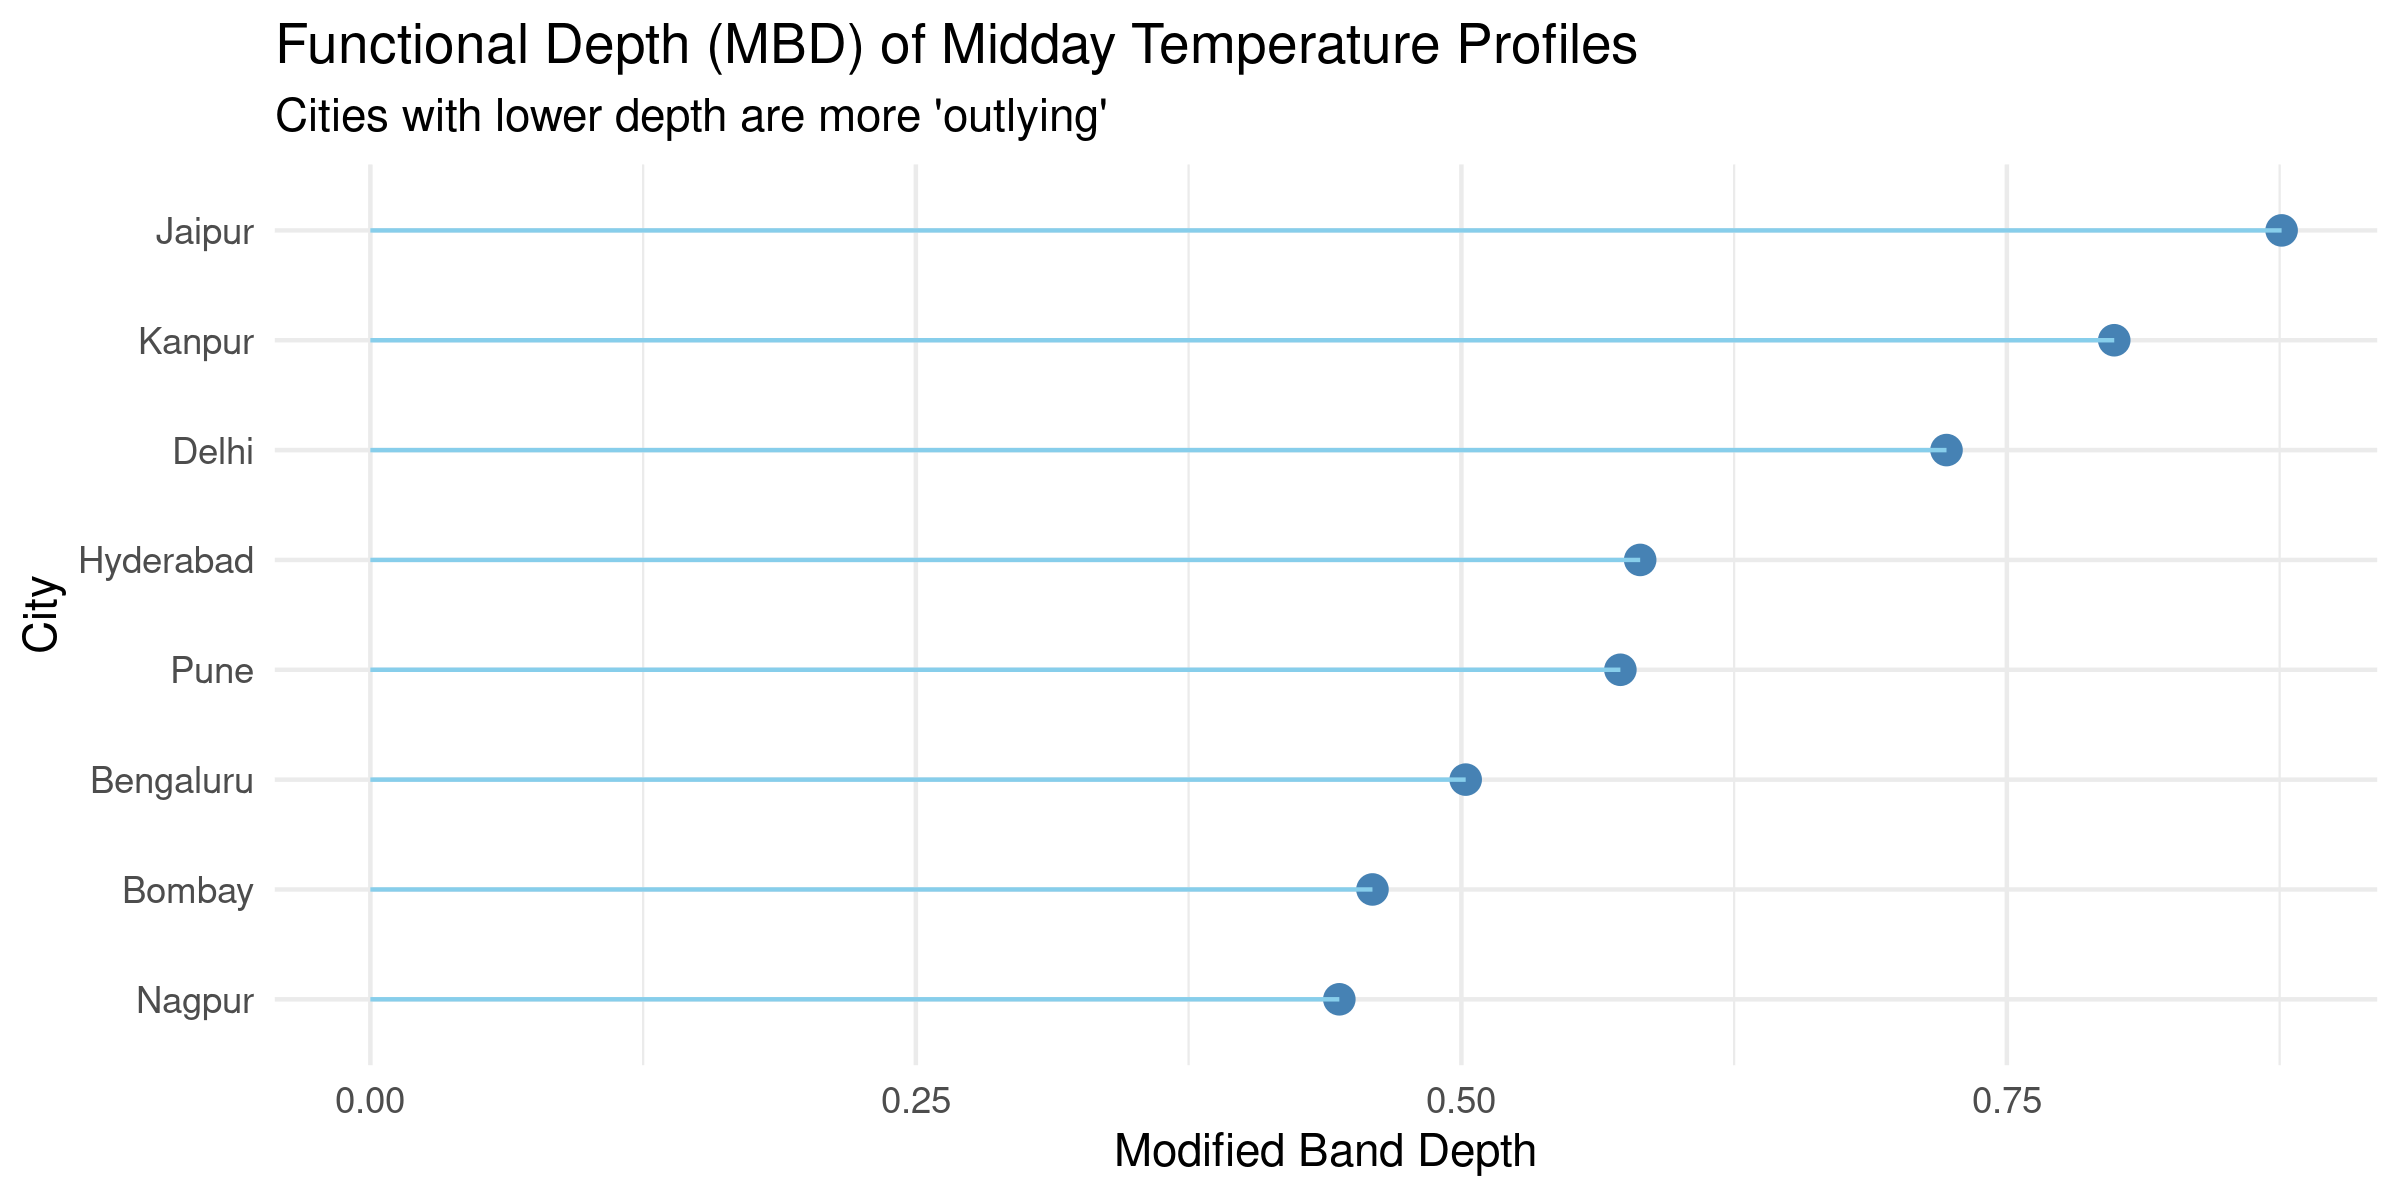 Functional Depth (MBD) of Midday Temperature Profiles
Cities with lower depth are more 'outlying'
City
Jaipur
Kanpur
Delhi
Hyderabad
Pune
Bengaluru
Bombay
Nagpur
0.00 0.25 0.50 0.75
Modified Band Depth